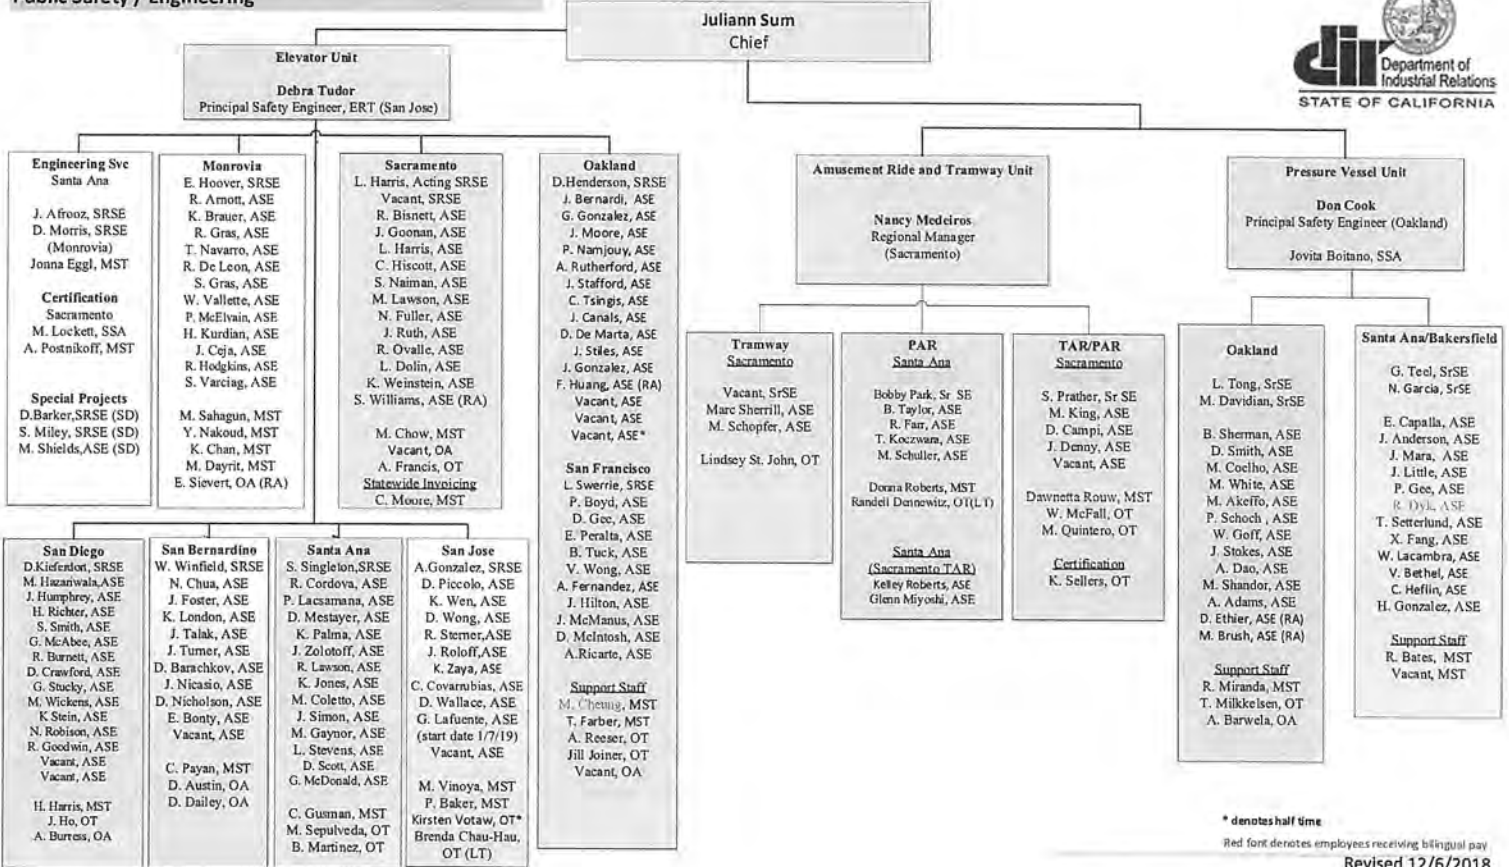 Public Safety / Engineering
Juliann Sum
Chief
Department of
Industrial Relations
STATE OF CALIFORNIA
Elevator Unit
Debra Tudor
Principal Safety Engineer, ERT (San Jose)
Engineering Svc
Santa Ana
J. Afrooz, SRSE
D. Morris, SRSE
(Monrovia)
Jonna Eggl, MST
Certification
Sacramento
M. Lockett, SSA
A. Postnikoff, MST
Special Projects
D.Barker,SRSE (SD)
S. Miley, SRSE (SD)
M. Shields,ASE (SD)
Monrovia
E. Hoover, SRSE
R. Amott, ASE
K. Brauer, ASE
R. Gras, ASE
T. Navarro, ASE
R. De Leon, ASE
S. Gras, ASE
W. Vallette, ASE
P. McElvain, ASE
H. Kurdian, ASE
J. Ceja, ASE
R. Hodgkins, ASE
S. Varciag, ASE
M. Sahagun, MST
Y. Nakoud, MST
K. Chan, MST
M. Dayrit, MST
E. Sievert, OA (RA)
Sacramento
L. Harris, Acting SRSE
Vacant, SRSE
R. Bisnett, ASE
J. Goonan, ASE
L. Harris, ASE
C. Hiscott, ASE
S. Naiman, ASE
M. Lawson, ASE
N. Fuller, ASE
J. Ruth, ASE
R. Ovalle, ASE
L. Dolin, ASE
K. Weinstein, ASE
S. Williams, ASE (RA)
M. Chow, MST
Vacant, OA
A. Francis, OT
Statewide Invoicing
C. Moore, MST
Oakland
D.Henderson, SRSE
J. Bernardi, ASE
G. Gonzalez, ASE
J. Moore, ASE
P. Namjouy, ASE
A. Rutherford, ASE
J. Stafford, ASE
C. Tsingis, ASE
J. Canals, ASE
D. De Marta, ASE
J. Stiles, ASE
J. Gonzalez, ASE
F. Huang, ASE (RA)
Vacant, ASE
Vacant, ASE
Vacant, ASE*
San Francisco
L. Swerrie, SRSE
P. Boyd, ASE
D. Gee, ASE
E. Peralta, ASE
B. Tuck, ASE
V. Wong, ASE
A. Fernandez, ASE
J. Hilton, ASE
J. McManus, ASE
D. McIntosh, ASE
A.Ricarte, ASE
Support Staff
M. Cheung, MST
T. Farber, MST
A. Reeser, OT
Jill Joiner, OT
Vacant, OA
San Diego
D.Kieferdon, SRSE
M. Hazariwala,ASE
J. Humphrey, ASE
H. Richter, ASE
S. Smith, ASE
G. McAbee, ASE
R. Burnett, ASE
D. Crawford, ASE
G. Stucky, ASE
M. Wickens, ASE
K Stein, ASE
N. Robison, ASE
R. Goodwin, ASE
Vacant, ASE
Vacant, ASE
H. Harris, MST
J. Ho, OT
A. Burress, OA
San Bernardino
W. Winfield, SRSE
N. Chua, ASE
J. Foster, ASE
K. London, ASE
J. Talak, ASE
J. Turner, ASE
D. Barachkov, ASE
J. Nicasio, ASE
D. Nicholson, ASE
E. Bonty, ASE
Vacant, ASE
C. Payan, MST
D. Austin, OA
D. Dailey, OA
Santa Ana
S. Singleton,SRSE
R. Cordova, ASE
P. Lacsamana, ASE
D. Mestayer, ASE
K. Palma, ASE
J. Zolotoff, ASE
R. Lawson, ASE
K. Jones, ASE
M. Coletto, ASE
J. Simon, ASE
M. Gaynor, ASE
L. Stevens, ASE
D. Scott, ASE
G. McDonald, ASE
C. Gusman, MST
M. Sepulveda, OT
B. Martinez, OT
San Jose
A.Gonzalez, SRSE
D. Piccolo, ASE
K. Wen, ASE
D. Wong, ASE
R. Sterner,ASE
J. Roloff,ASE
K. Zaya, ASE
C. Covarrubias, ASE
D. Wallace, ASE
G. Lafuente, ASE
(start date 1/7/19)
Vacant, ASE
M. Vinoya, MST
P. Baker, MST
Kirsten Votaw, OT*
Brenda Chau-Hau,
OT (LT)
Amusement Ride and Tramway Unit
Nancy Medeiros
Regional Manager
(Sacramento)
Tramway
Sacramento
Vacant, SrSE
Marc Sherrill, ASE
M. Schopfer, ASE
Lindsey St. John, OT
PAR
Santa Ana
Bobby Park, Sr SE
B. Taylor, ASE
R. Farr, ASE
T. Koczwara, ASE
M. Schuller, ASE
Donna Roberts, MST
Randell Dennewitz, OT(LT)
Santa Ana
(Sacramento TAR)
Kelley Roberts, ASE
Glenn Miyoshi, ASE
TAR/PAR
Sacramento
S. Prather, Sr SE
M. King, ASE
D. Campi, ASE
J. Denny, ASE
Vacant, ASE
Dawnetta Rouw, MST
W. McFall, OT
M. Quintero, OT
Certification
K. Sellers, OT
Pressure Vessel Unit
Don Cook
Principal Safety Engineer (Oakland)
Jovita Boitano, SSA
Oakland
L. Tong, SrSE
M. Davidian, SrSE
B. Sherman, ASE
D. Smith, ASE
M. Coelho, ASE
M. White, ASE
M. Akeffo, ASE
P. Schoch , ASE
W. Goff, ASE
J. Stokes, ASE
A. Dao, ASE
M. Shandor, ASE
A. Adams, ASE
D. Ethier, ASE (RA)
M. Brush, ASE (RA)
Support Staff
R. Miranda, MST
T. Milkkelsen, OT
A. Barwela, OA
Santa Ana/Bakersfield
G. Teel, SrSE
N. Garcia, SrSE
E. Capalla, ASE
J. Anderson, ASE
J. Mara, ASE
J. Little, ASE
P. Gee, ASE
R. Dyk, ASE
T. Setterlund, ASE
X. Fang, ASE
W. Lacambra, ASE
V. Bethel, ASE
C. Heflin, ASE
H. Gonzalez, ASE
Support Staff
R. Bates, MST
Vacant, MST
* denotes half time
Red font denotes employees receiving bilingual pay
Revised 12/6/2018